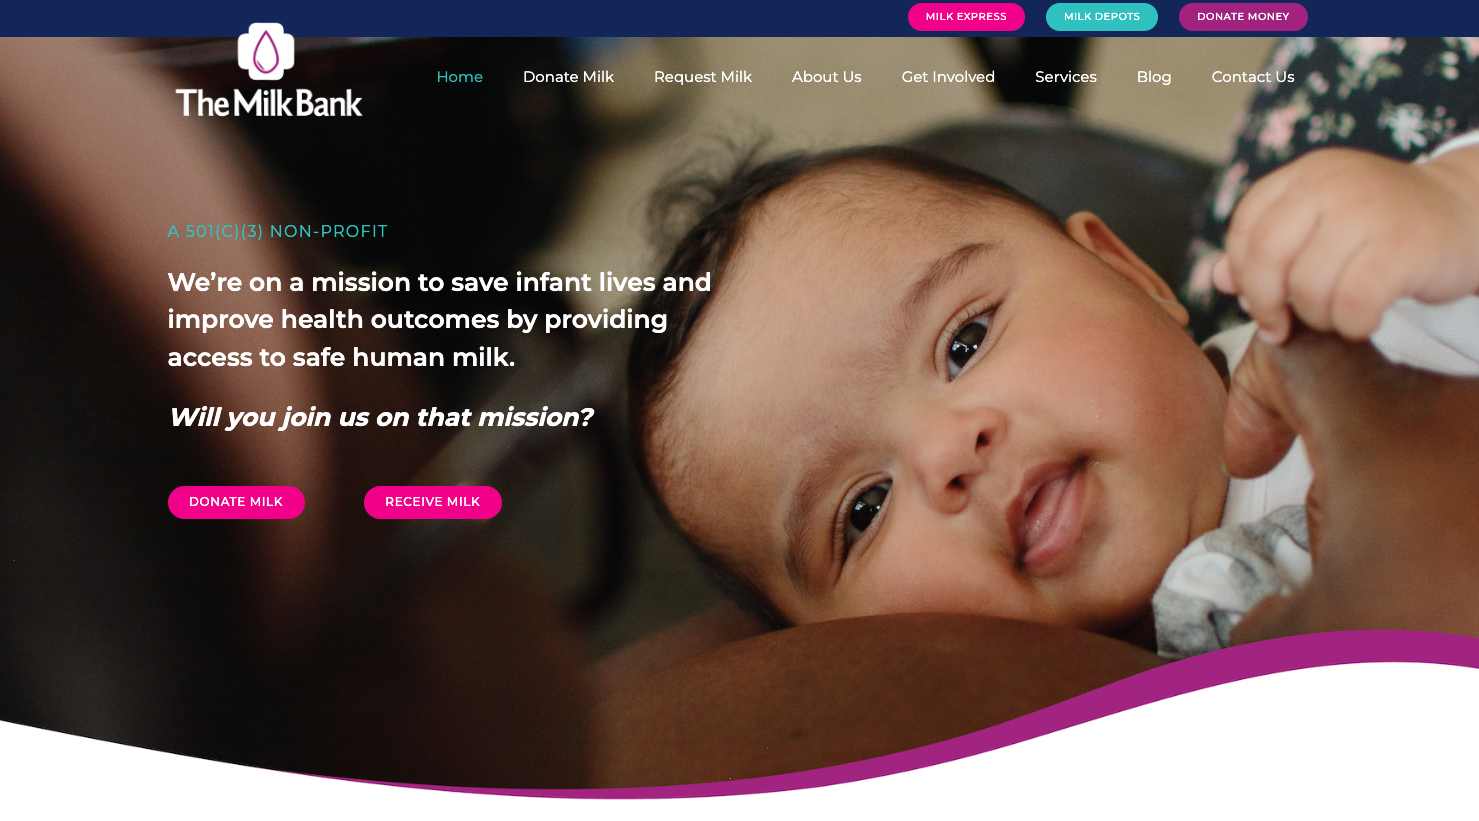 MILK EXPRESS
MILK DEPOTS
DONATE MONEY
The Milk Bank
Home
Donate Milk
Request Milk
About Us
Get Involved
Services
Blog
Contact Us
A 501(C)(3) NON-PROFIT
We’re on a mission to save infant lives and
improve health outcomes by providing
access to safe human milk.
Will you join us on that mission?
DONATE MILK
RECEIVE MILK